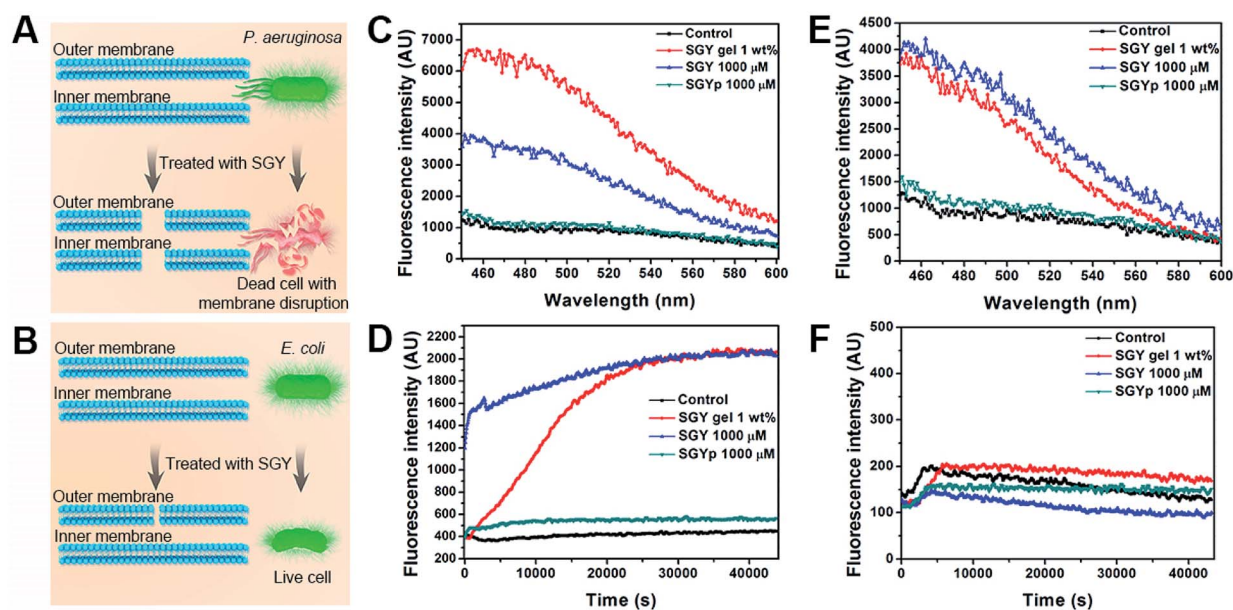 A
Outer membrane
P. aeruginosa
Inner membrane
Treated with SGY
Outer membrane
Inner membrane
Dead cell with
membrane disruption
B
Outer membrane
E. coli
Inner membrane
Treated with SGY
Outer membrane
Inner membrane
Live cell
C
Fluorescence intensity (AU)
7000
6000
5000
4000
3000
2000
1000
0
Control
SGY gel 1 wt%
SGY 1000 μM
SGYp 1000 μM
460 480 500 520 540 560 580 600
Wavelength (nm)
D
Fluorescence intensity (AU)
2200
2000
1800
1600
1400
1200
1000
800
600
400
200
Control
SGY gel 1 wt%
SGY 1000 μM
SGYp 1000 μM
0 10000 20000 30000 40000
Time (s)
E
Fluorescence intensity (AU)
4500
4000
3500
3000
2500
2000
1500
1000
500
0
Control
SGY gel 1 wt%
SGY 1000 μM
SGYp 1000 μM
460 480 500 520 540 560 580 600
Wavelength (nm)
F
Fluorescence intensity (AU)
500
400
300
200
100
0
Control
SGY gel 1 wt%
SGY 1000 μM
SGYp 1000 μM
0 10000 20000 30000 40000
Time (s)